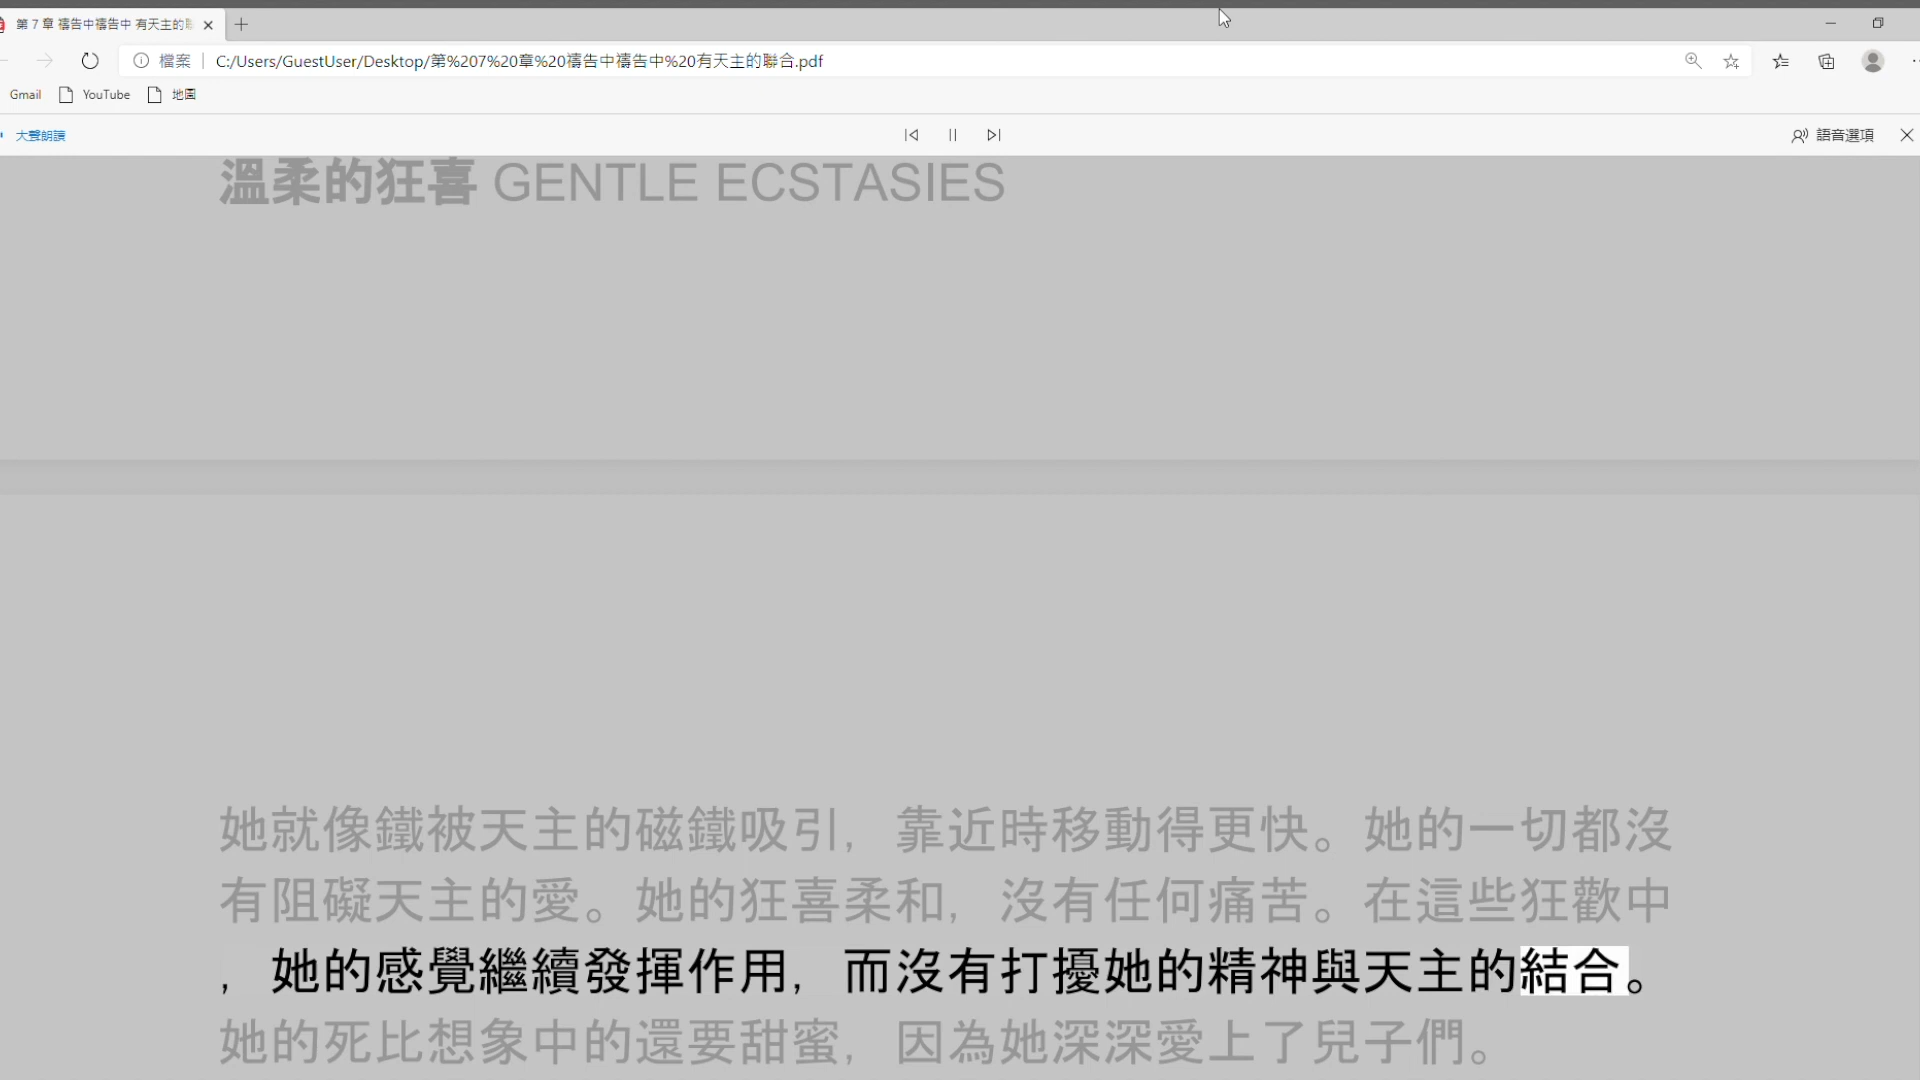 第 7 章 禱告中禱告中 有天主的
檔案 C:/Users/GuestUser/Desktop/第%207%20章%20禱告中禱告中%20有天主的聯合.pdf
Gmail YouTube 地圖
大聲朗讀 語音選項
溫柔的狂喜 GENTLE ECSTASIES
她就像鐵被天主的磁鐵吸引，靠近時移動得更快。她的一切都沒
有阻礙天主的愛。她的狂喜柔和，沒有任何痛苦。在這些狂歡中
，她的感覺繼續發揮作用，而沒有打擾她的精神與天主的結合。
她的死比想象中的還要甜蜜，因為她深深愛上了兒子們。